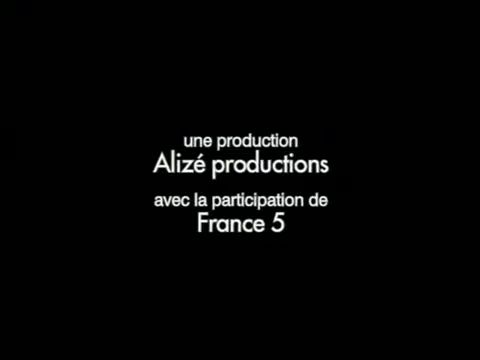 une production
Alizé productions
avec la participation de
France 5